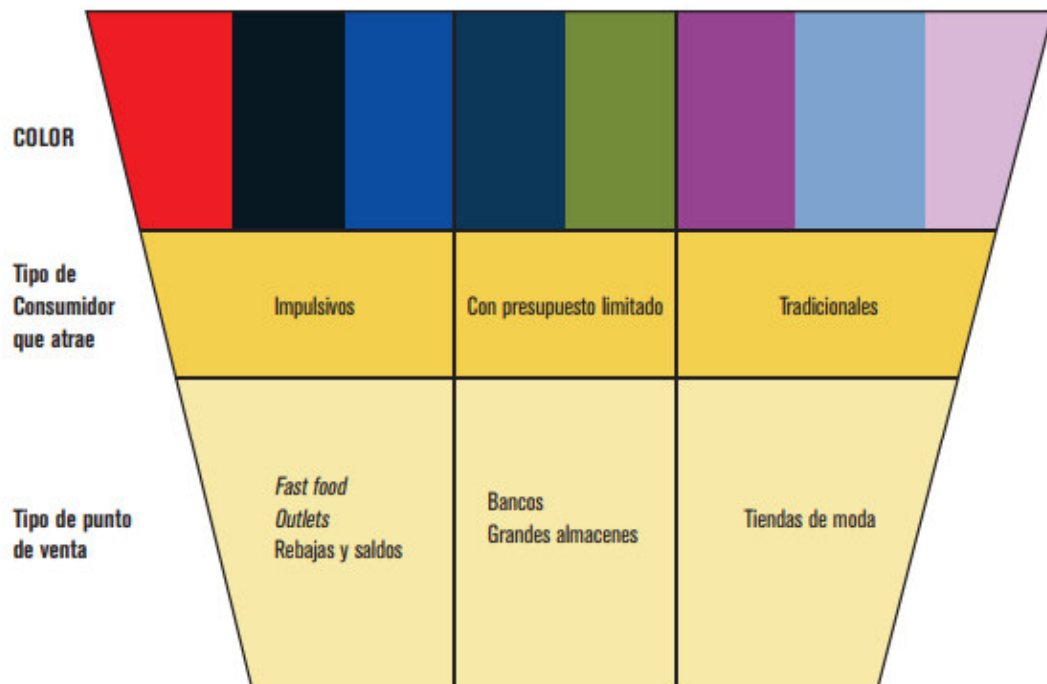 COLOR
Tipo de
Consumidor
que atrae
Impulsivos
Con presupuesto limitado
Tradicionales
Tipo de punto
de venta
Fast food
Outlets
Rebajas y saldos
Bancos
Grandes almacenes
Tiendas de moda